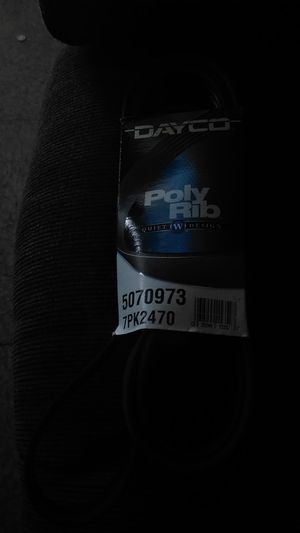 DAYCO
Poly
Rib
QUIET W DESIGN
5070973
7PK2470